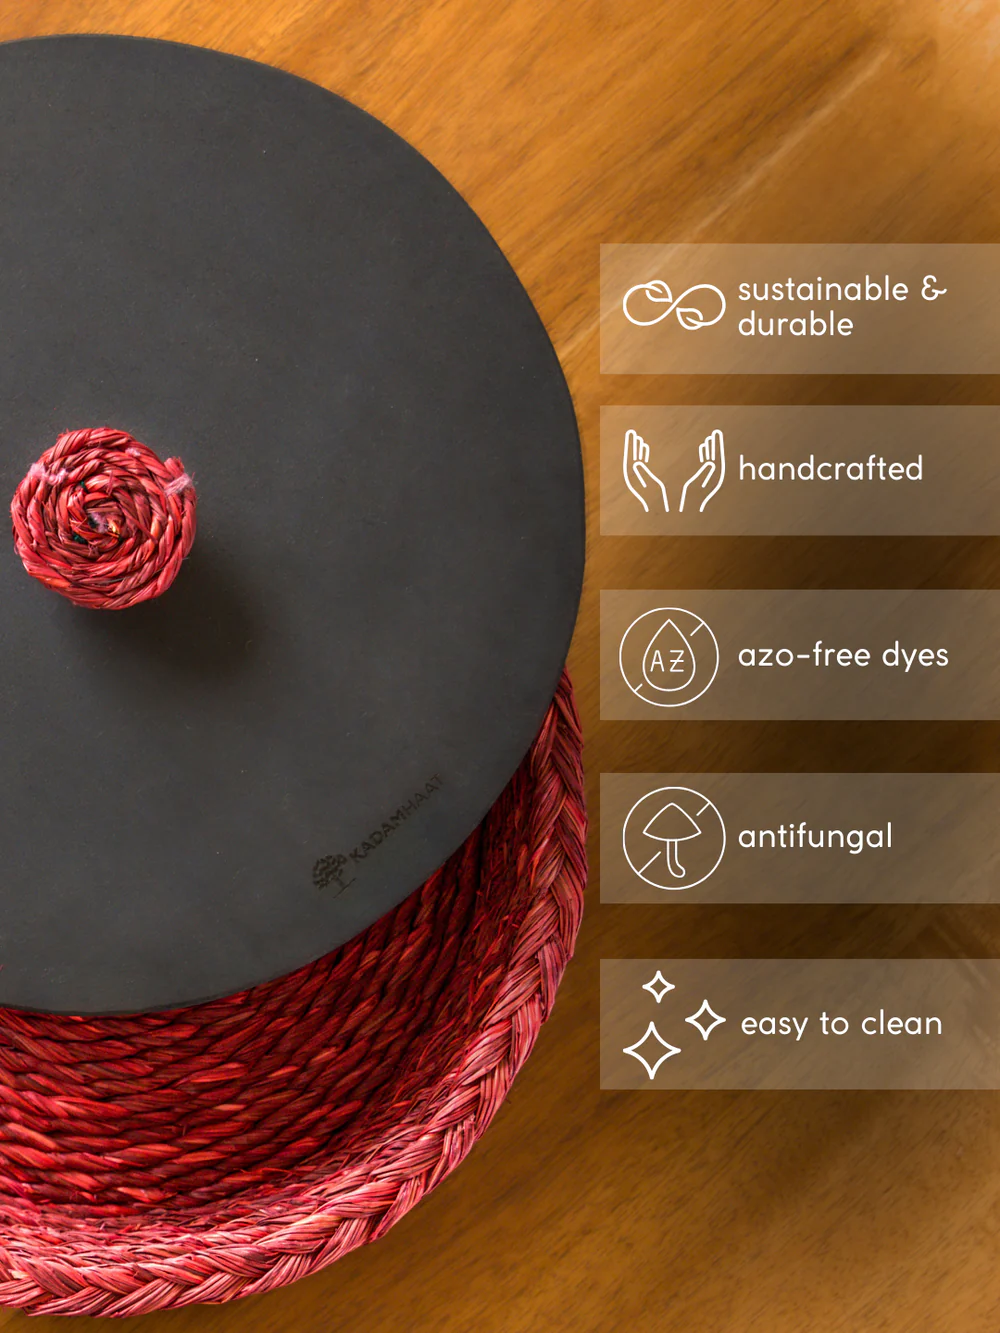 sustainable &
durable
handcrafted
AZ
azo-free dyes
antifungal
easy to clean
KADAMHAAT